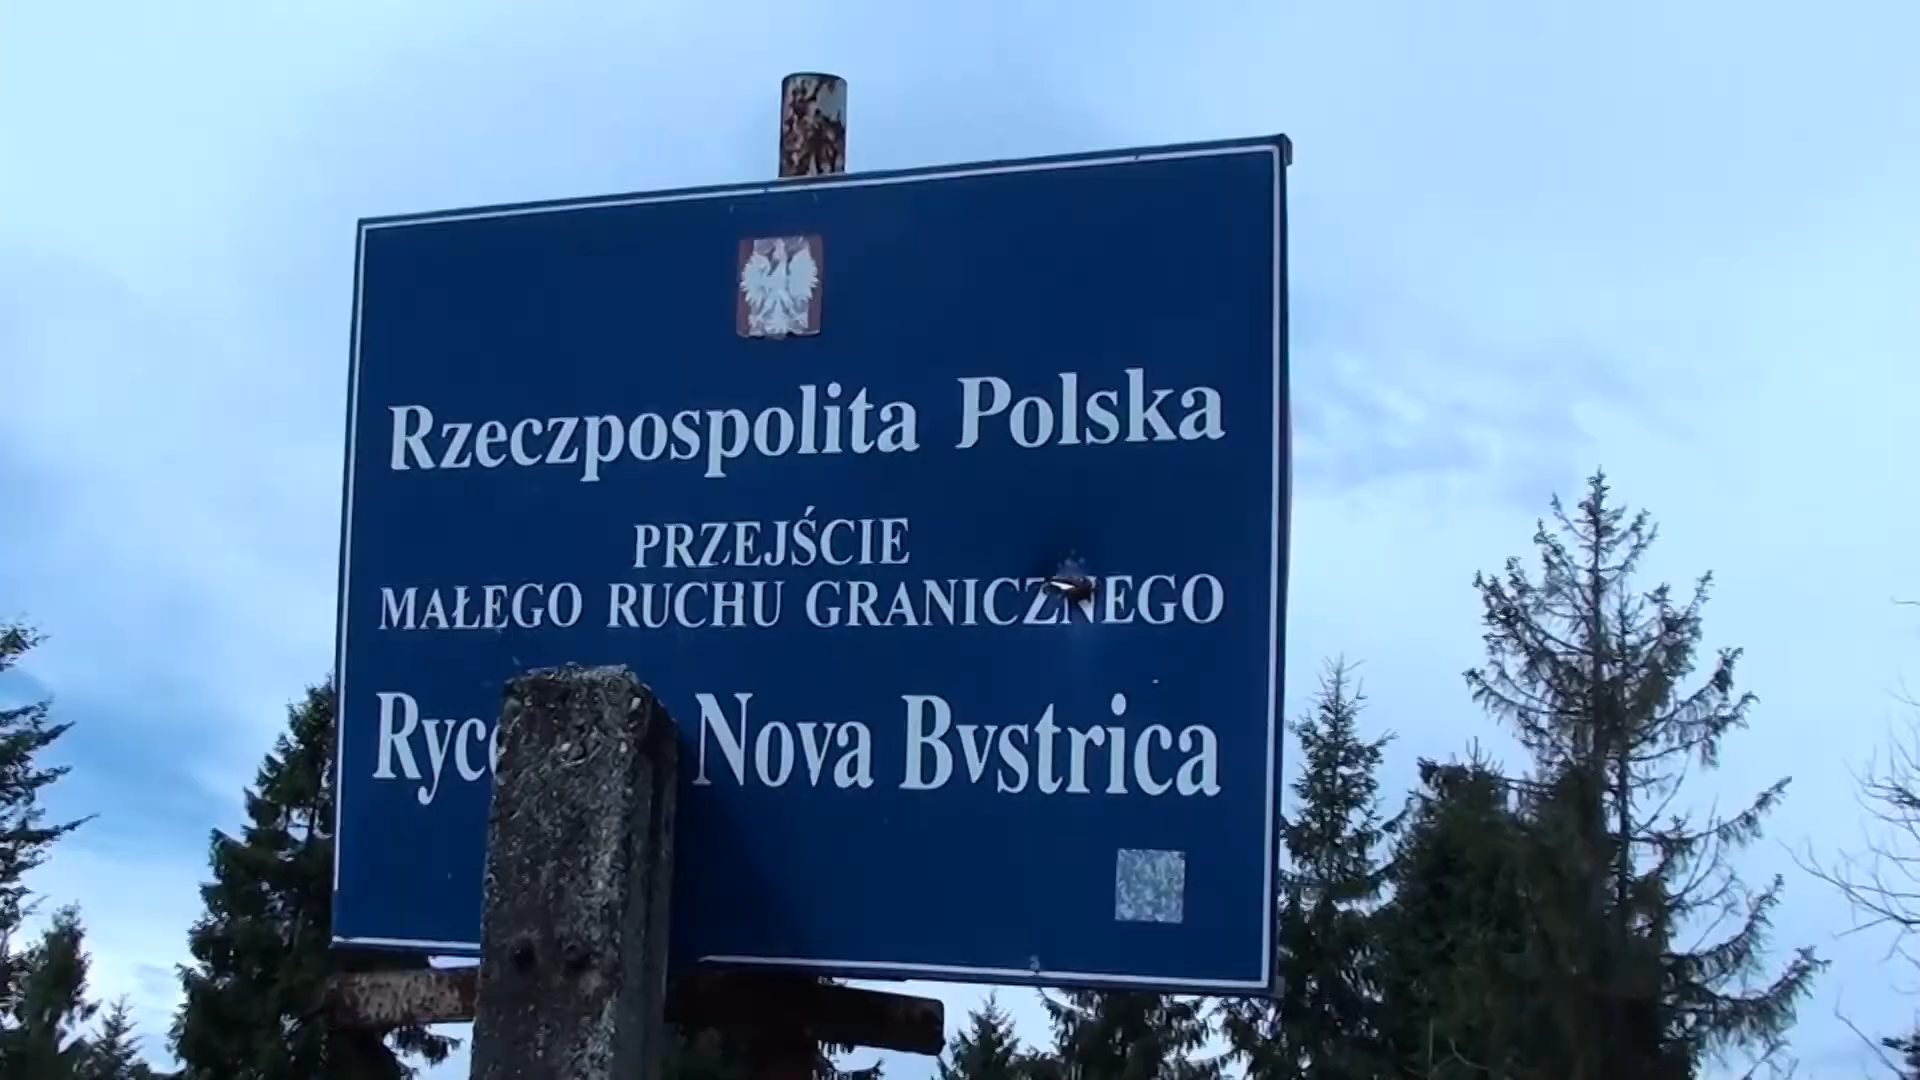 Rzeczpospolita Polska
PRZEJŚCIE
MAŁEGO RUCHU GRANICZNEGO
Nova Bvstrica